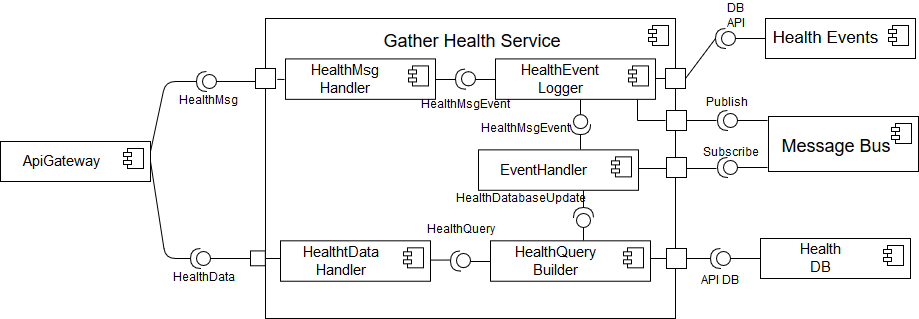 DB
API
Gather Health Service
Health Events
HealthMsg
Handler
HealthEvent
Logger
HealthMsg
HealthMsgEvent
Publish
HealthMsgEvent
Message Bus
Subscribe
ApiGateway
EventHandler
HealthDatabaseUpdate
HealthQuery
HealthtData
Handler
HealthQuery
Builder
Health
DB
HealthData
API DB